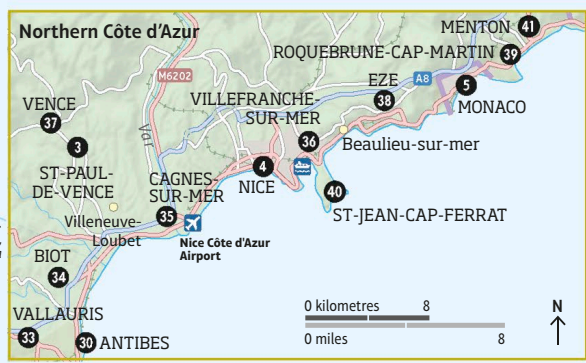 Northern Côte d’Azur
MENTON 41
ROQUEBRUNE-CAP-MARTIN 39
M6202
A8
EZE
38
5
MONACO
VENCE
37
VILLEFRANCHE-
SUR-MER
36
Beaulieu-sur-mer
3
ST-PAUL-
DE-VENCE
Var
4
NICE
CAGNES-
SUR-MER
35
40
ST-JEAN-CAP-FERRAT
Villeneuve-
Loubet
Nice Côte d’Azur
Airport
BIOT
34
VALLAURIS
33
30 ANTIBES
0 kilometres 8
0 miles 8
N